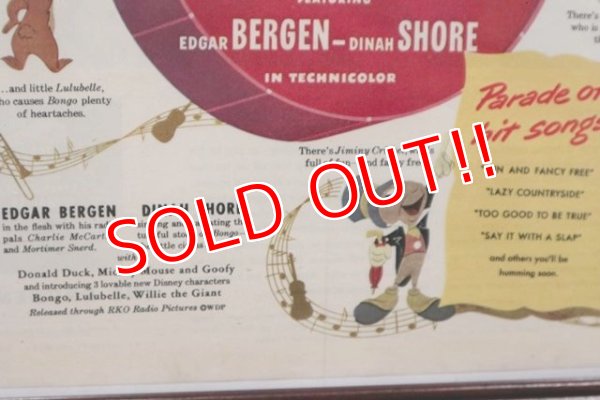 FEATURING
EDGAR BERGEN – DINAH SHORE
IN TECHNICOLOR
There's
who is
...and little Lulubelle,
who causes Bongo plenty
of heartaches.
Parade of
hit songs
AND FANCY FREE"
"LAZY COUNTRYSIDE"
"TOO GOOD TO BE TRUE"
"SAY IT WITH A SLAP"
and others you'll be
humming soon.
There's Jiminy
full of fun and fancy free
SOLD OUT!!
EDGAR BERGEN DINAH SHORE
in the flesh with his
pals Charlie McCart
and Mortimer Snerd.
with
Donald Duck, Mickey Mouse and Goofy
and introducing 3 lovable new Disney characters
Bongo, Lulubelle, Willie the Giant
Released through RKO Radio Pictures ©WDP